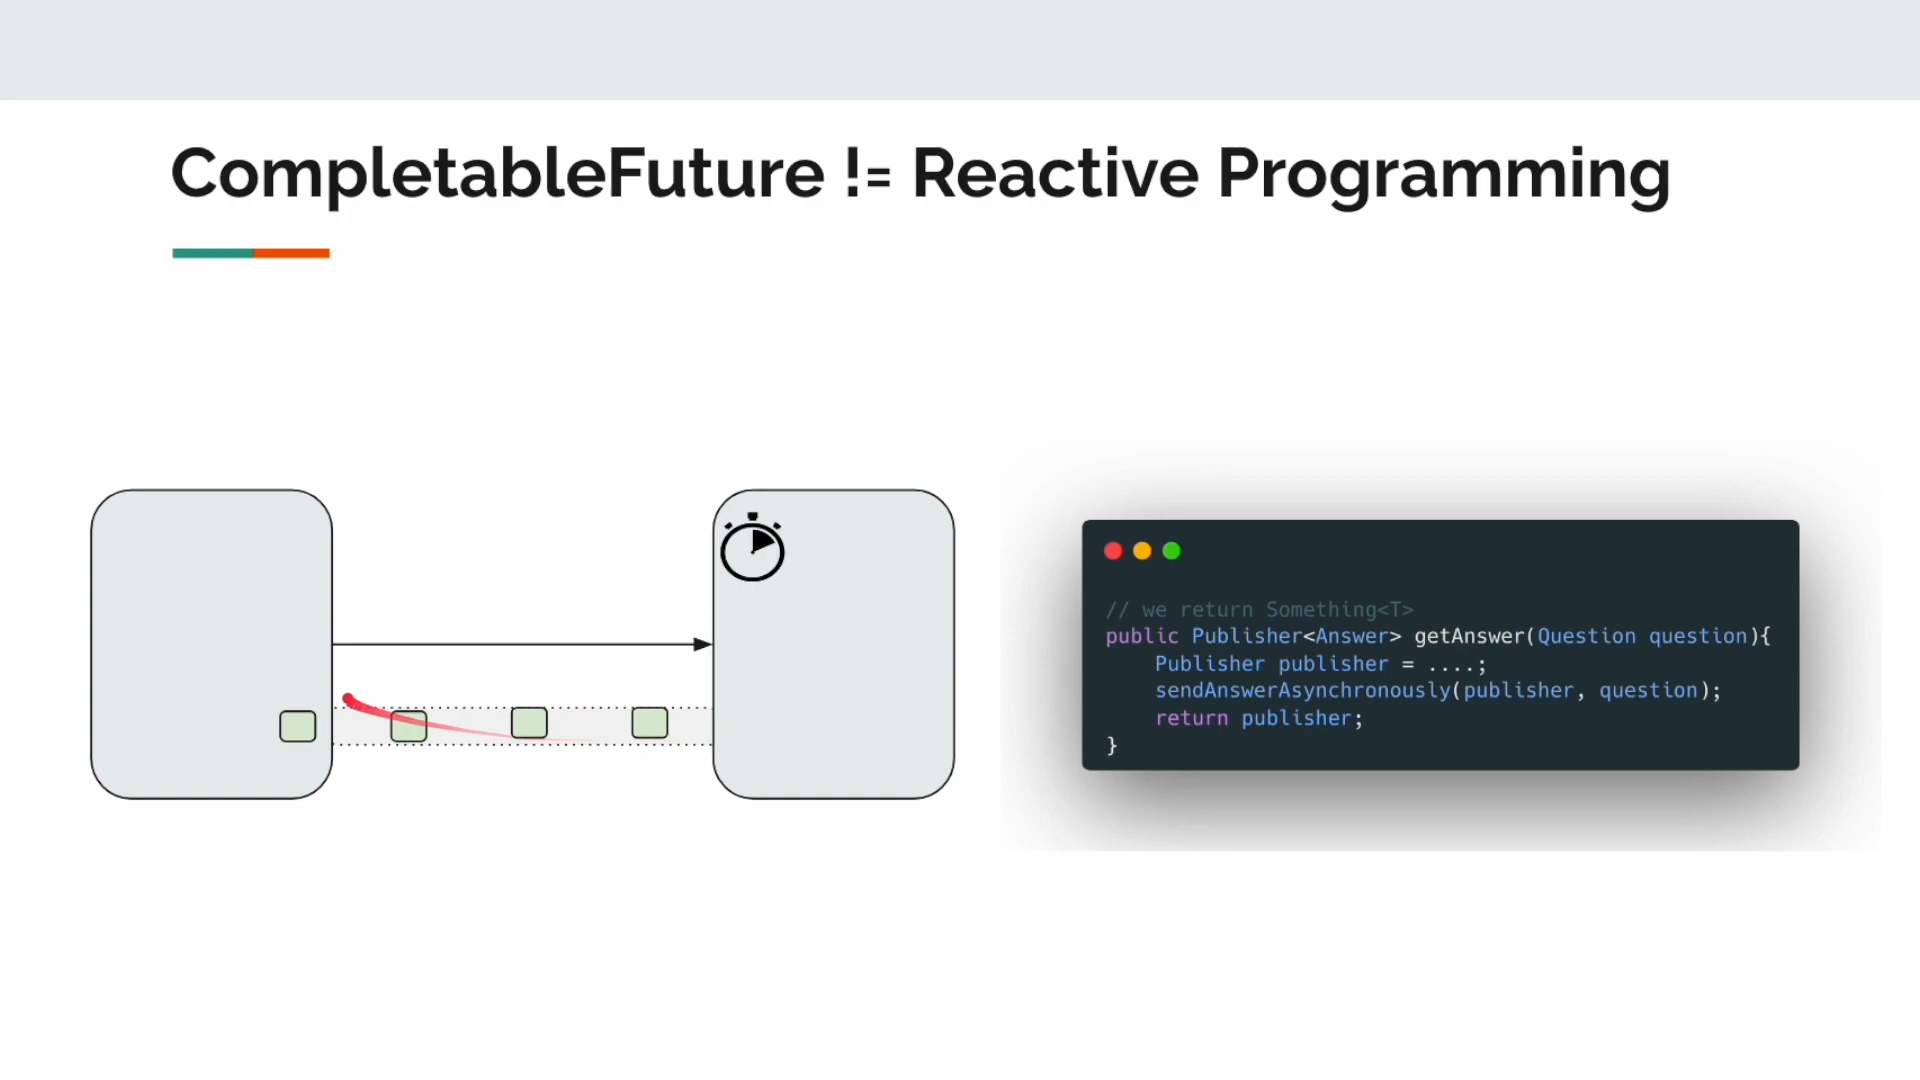 CompletableFuture != Reactive Programming
// we return Something<T>
public Publisher<Answer> getAnswer(Question question){
    Publisher publisher = ....;
    sendAnswerAsynchronously(publisher, question);
    return publisher;
}